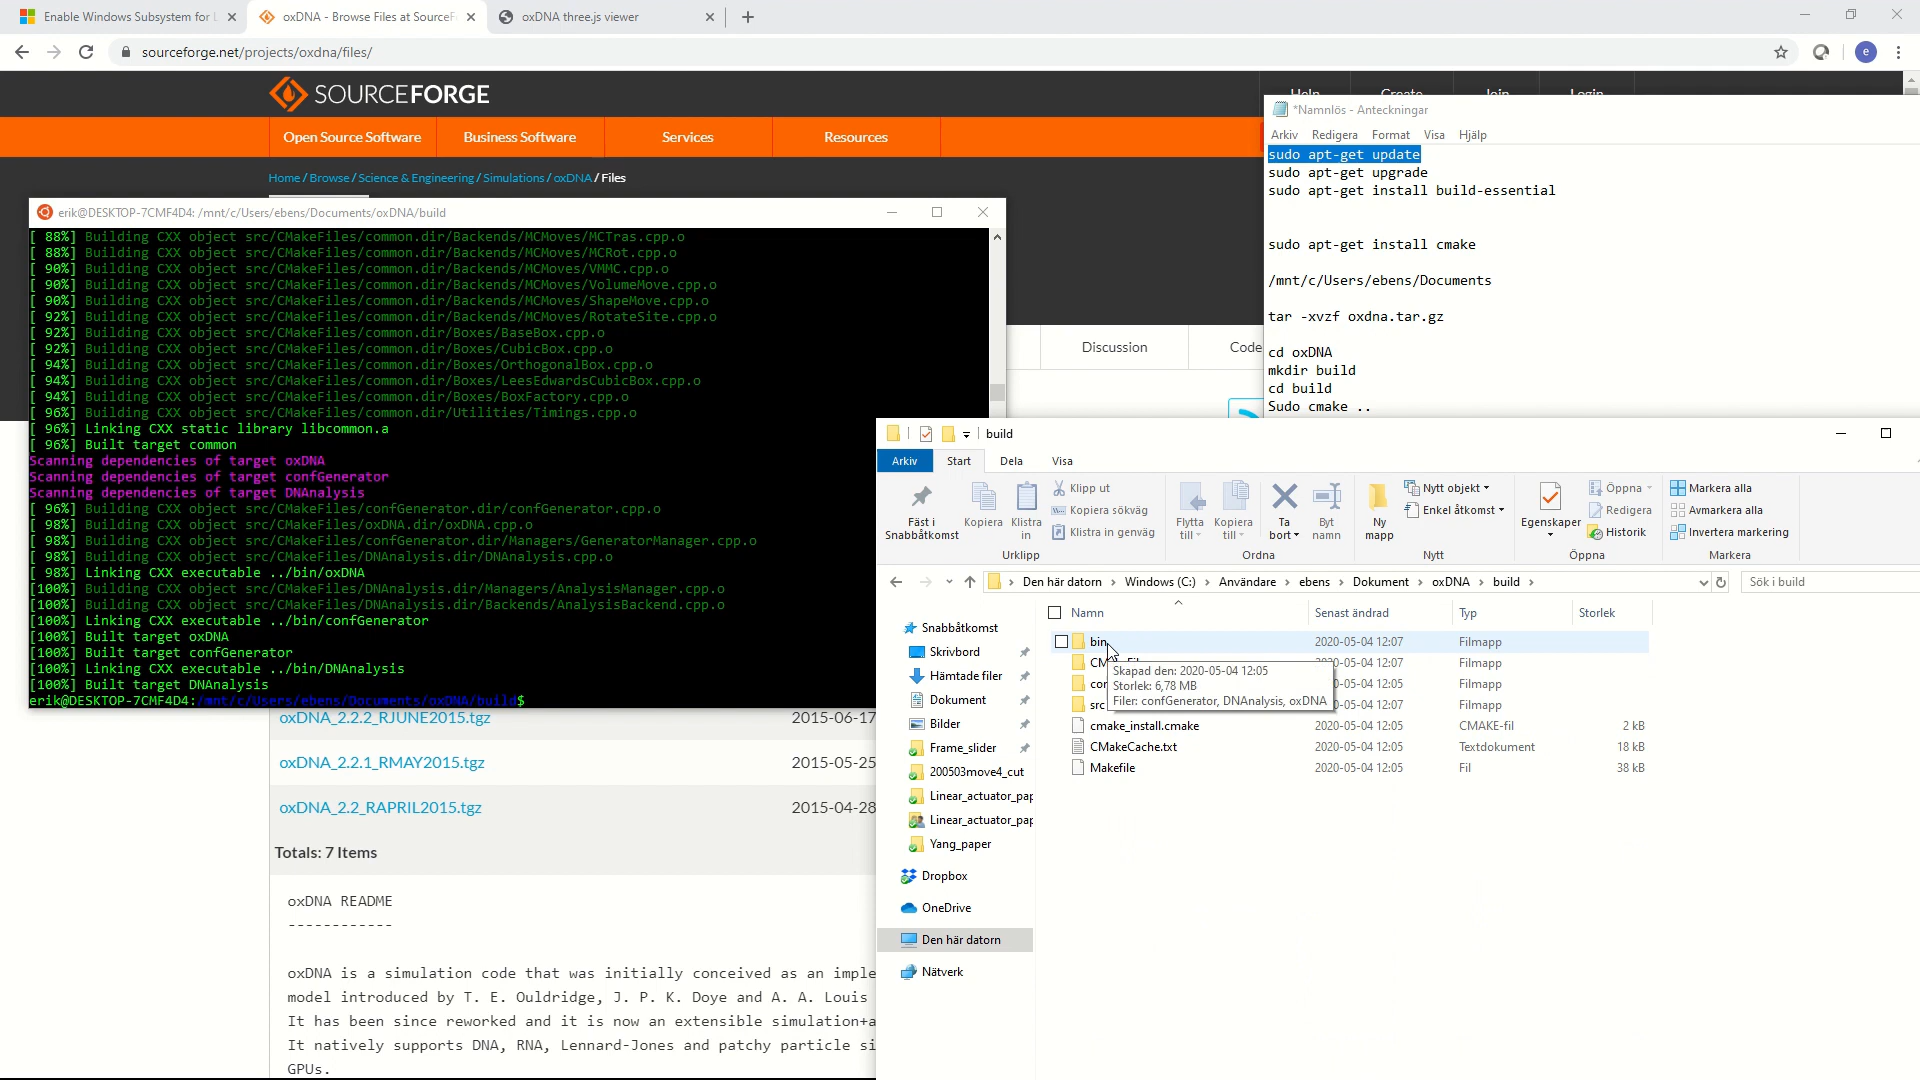 Enable Windows Subsystem for L
oxDNA - Browse Files at SourceF
oxDNA three.js viewer
sourceforge.net/projects/oxdna/files/
e
SOURCEFORGE
Help
Create
Join
Login
Open Source Software
Business Software
Services
Resources
Home / Browse / Science & Engineering / Simulations / oxDNA / Files
*Namnlös - Anteckningar
Arkiv Redigera Format Visa Hjälp
sudo apt-get update
sudo apt-get upgrade
sudo apt-get install build-essential
sudo apt-get install cmake
/mnt/c/Users/ebens/Documents
tar -xvzf oxdna.tar.gz
cd oxDNA
mkdir build
cd build
Sudo cmake ..
Discussion
Code
erik@DESKTOP-7CMF4D4: /mnt/c/Users/ebens/Documents/oxDNA/build
[ 88%] Building CXX object src/CMakeFiles/common.dir/Backends/MCMoves/MCTras.cpp.o
[ 88%] Building CXX object src/CMakeFiles/common.dir/Backends/MCMoves/MCRot.cpp.o
[ 90%] Building CXX object src/CMakeFiles/common.dir/Backends/MCMoves/VMMC.cpp.o
[ 90%] Building CXX object src/CMakeFiles/common.dir/Backends/MCMoves/VolumeMove.cpp.o
[ 90%] Building CXX object src/CMakeFiles/common.dir/Backends/MCMoves/ShapeMove.cpp.o
[ 92%] Building CXX object src/CMakeFiles/common.dir/Backends/MCMoves/RotateSite.cpp.o
[ 92%] Building CXX object src/CMakeFiles/common.dir/Boxes/BaseBox.cpp.o
[ 92%] Building CXX object src/CMakeFiles/common.dir/Boxes/CubicBox.cpp.o
[ 94%] Building CXX object src/CMakeFiles/common.dir/Boxes/OrthogonalBox.cpp.o
[ 94%] Building CXX object src/CMakeFiles/common.dir/Boxes/LeesEdwardsCubicBox.cpp.o
[ 94%] Building CXX object src/CMakeFiles/common.dir/Boxes/BoxFactory.cpp.o
[ 96%] Building CXX object src/CMakeFiles/common.dir/Utilities/Timings.cpp.o
[ 96%] Linking CXX static library libcommon.a
[ 96%] Built target common
Scanning dependencies of target oxDNA
Scanning dependencies of target confGenerator
Scanning dependencies of target DNAnalysis
[ 96%] Building CXX object src/CMakeFiles/confGenerator.dir/confGenerator.cpp.o
[ 98%] Building CXX object src/CMakeFiles/oxDNA.dir/oxDNA.cpp.o
[ 98%] Building CXX object src/CMakeFiles/confGenerator.dir/Managers/GeneratorManager.cpp.o
[ 98%] Building CXX object src/CMakeFiles/DNAnalysis.dir/DNAnalysis.cpp.o
[ 98%] Linking CXX executable ../bin/oxDNA
[100%] Building CXX object src/CMakeFiles/DNAnalysis.dir/Managers/AnalysisManager.cpp.o
[100%] Building CXX object src/CMakeFiles/DNAnalysis.dir/Backends/AnalysisBackend.cpp.o
[100%] Linking CXX executable ../bin/confGenerator
[100%] Built target oxDNA
[100%] Built target confGenerator
[100%] Linking CXX executable ../bin/DNAnalysis
[100%] Built target DNAnalysis
erik@DESKTOP-7CMF4D4:/mnt/c/Users/ebens/Documents/oxDNA/build$
oxDNA_2.2.2_RJUNE2015.tgz 2015-06-17
oxDNA_2.2.1_RMAY2015.tgz 2015-05-25
oxDNA_2.2_RAPRIL2015.tgz 2015-04-28
Totals: 7 Items
oxDNA README
------------
oxDNA is a simulation code that was initially conceived as an imple
model introduced by T. E. Ouldridge, J. P. K. Doye and A. A. Louis
It has been since reworked and it is now an extensible simulation+a
It natively supports DNA, RNA, Lennard-Jones and patchy particle si
GPUs.
build
Arkiv Start Dela Visa
Fäst i Snabbåtkomst
Kopiera
Klistra in
Klipp ut
Kopiera sökväg
Klistra in genväg
Urklipp
Flytta till
Kopiera till
Ta bort
Byt namn
Ordna
Ny mapp
Nytt objekt
Enkel åtkomst
Nytt
Egenskaper
Öppna
Redigera
Historik
Öppna
Markera alla
Avmarkera alla
Invertera markering
Markera
Den här datorn > Windows (C:) > Användare > ebens > Dokument > oxDNA > build >
Sök i build
Namn Senast ändrad Typ Storlek
Snabbåtkomst
Skrivbord
Hämtade filer
Dokument
Bilder
Frame_slider
200503move4_cut
Linear_actuator_pap
Linear_actuator_pap
Yang_paper
Dropbox
OneDrive
Den här datorn
Nätverk
bin 2020-05-04 12:07 Filmapp
CM 20-05-04 12:07 Filmapp
cor 20-05-04 12:07 Filmapp
src 20-05-04 12:07 Filmapp
cmake_install.cmake 2020-05-04 12:05 CMAKE-fil 2 kB
CMakeCache.txt 2020-05-04 12:05 Textdokument 18 kB
Makefile 2020-05-04 12:05 Fil 38 kB
Skapad den: 2020-05-04 12:05
Storlek: 6,78 MB
Filer: confGenerator, DNAnalysis, oxDNA